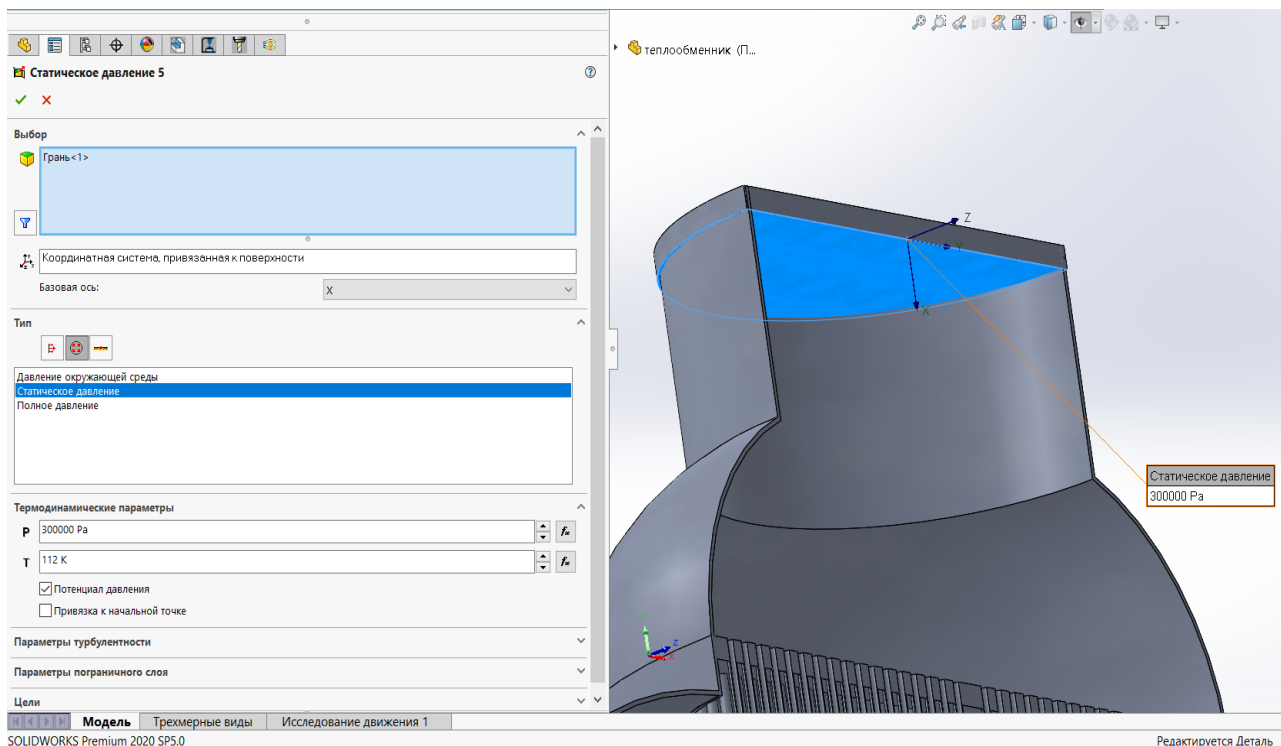 теплообменник (П...
Статическое давление 5
Выбор
Грань<1>
Координатная система, привязанная к поверхности
Базовая ось:
X
Тип
Давление окружающей среды
Статическое давление
Полное давление
Термодинамические параметры
P
300000 Pa
T
112 K
Потенциал давления
Привязка к начальной точке
Параметры турбулентности
Параметры пограничного слоя
Цели
Z
Y
X
Статическое давление
300000 Pa
Z
Модель
Трехмерные виды
Исследование движения 1
SOLIDWORKS Premium 2020 SP5.0
Редактируется Деталь